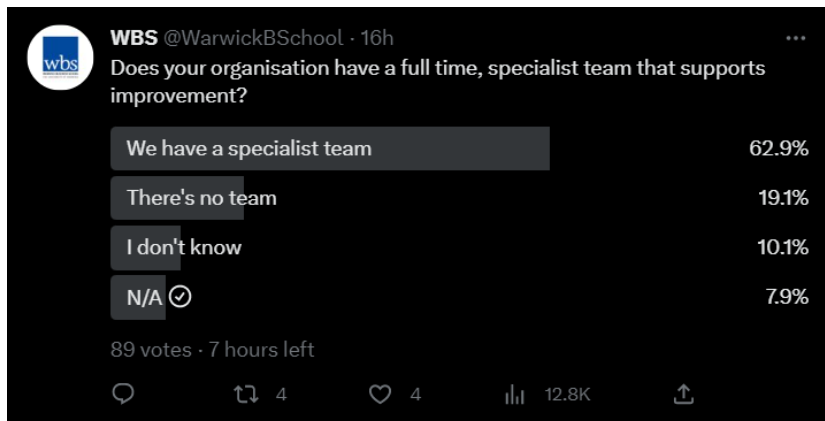 wbs
WBS @WarwickBSchool · 16h
Does your organisation have a full time, specialist team that supports
improvement?
We have a specialist team 62.9%
There's no team 19.1%
I don't know 10.1%
N/A 7.9%
89 votes · 7 hours left
4 4 12.8K